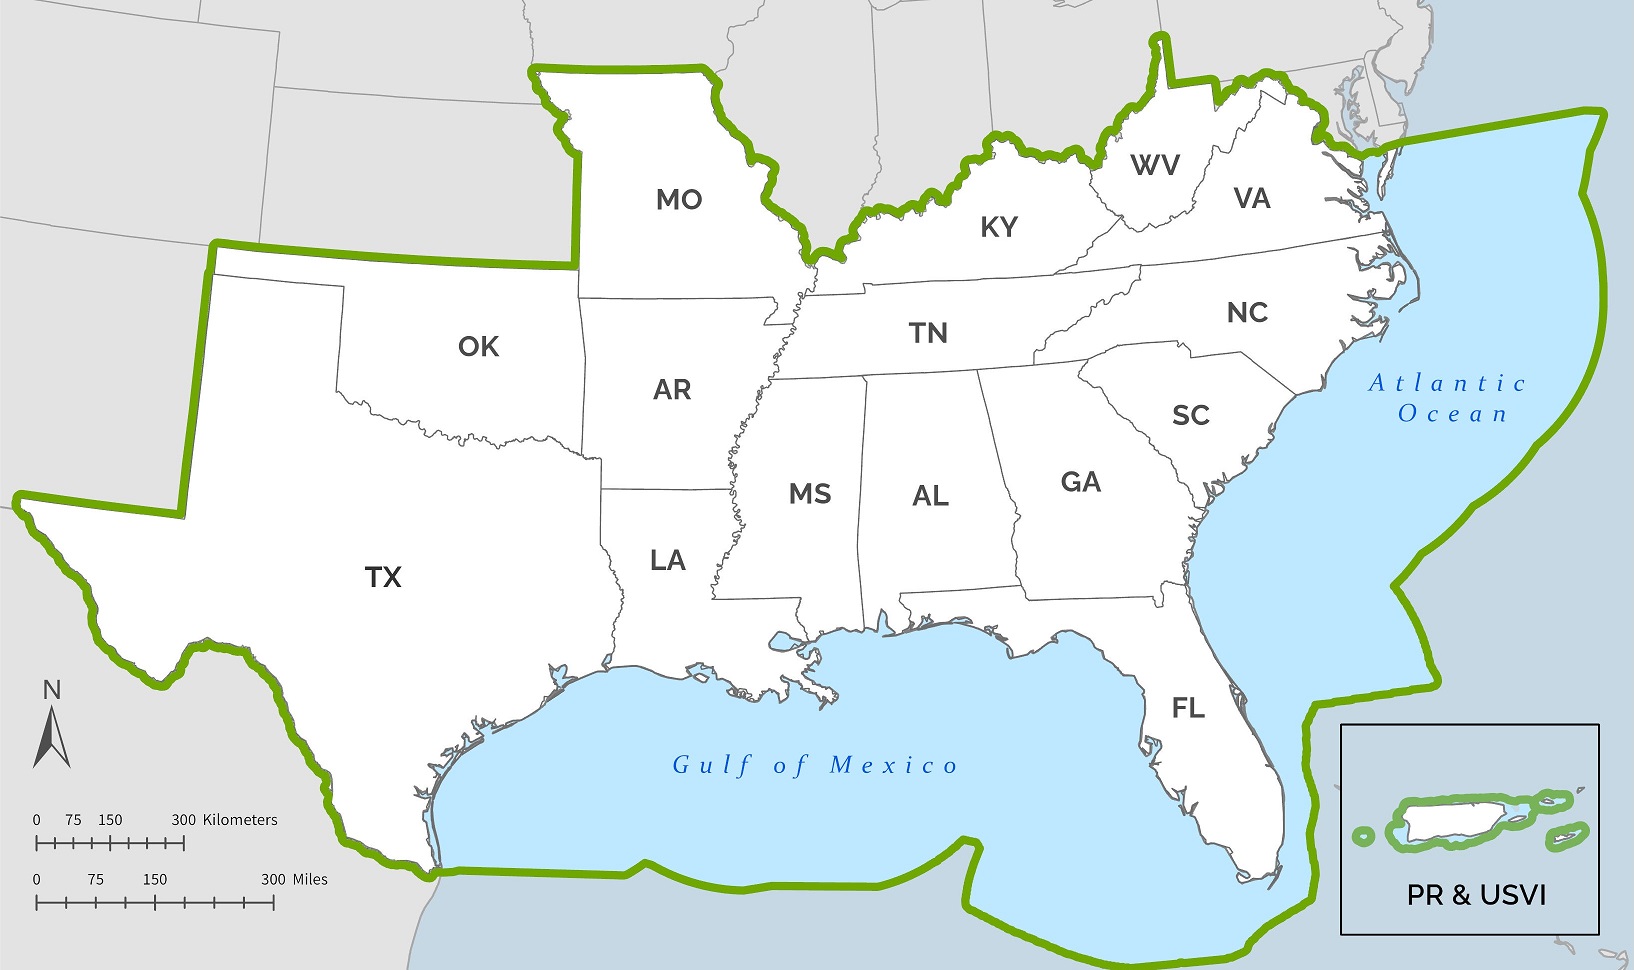 MO
WV
VA
KY
NC
TN
OK
AR
Atlantic
Ocean
SC
GA
MS
AL
LA
TX
N
FL
Gulf of Mexico
0 75 150 300 Kilometers
0 75 150 300 Miles
PR & USVI